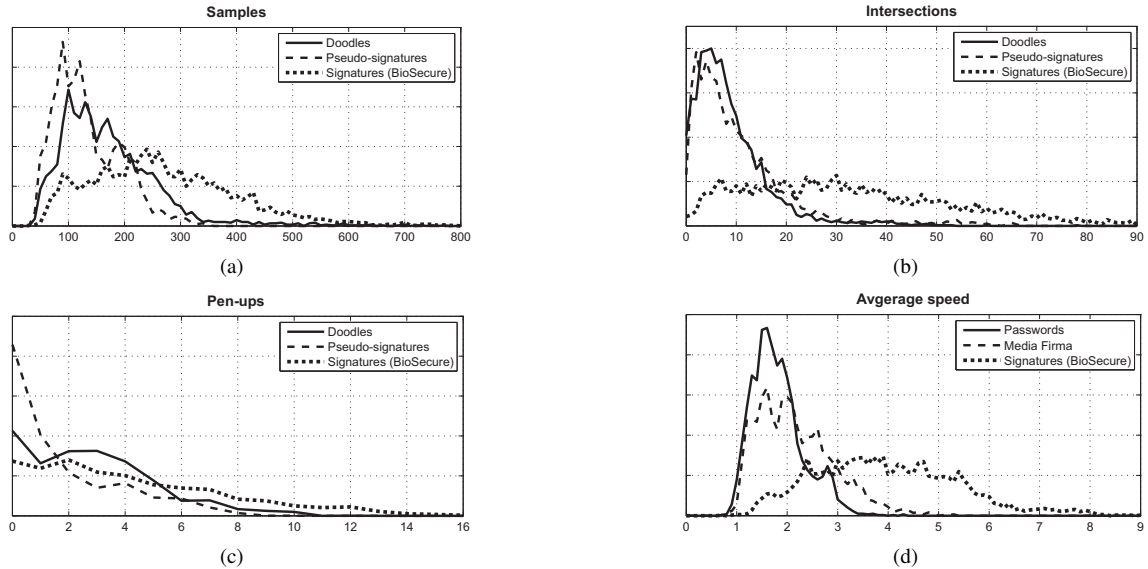 Samples
Doodles
Pseudo-signatures
Signatures (BioSecure)
0 100 200 300 400 500 600 700 800
(a)
Intersections
Doodles
Pseudo-signatures
Signatures (BioSecure)
0 10 20 30 40 50 60 70 80 90
(b)
Pen-ups
Doodles
Pseudo-signatures
Signatures (BioSecure)
0 2 4 6 8 10 12 14 16
(c)
Avgerage speed
Passwords
Media Firma
Signatures (BioSecure)
0 1 2 3 4 5 6 7 8 9
(d)